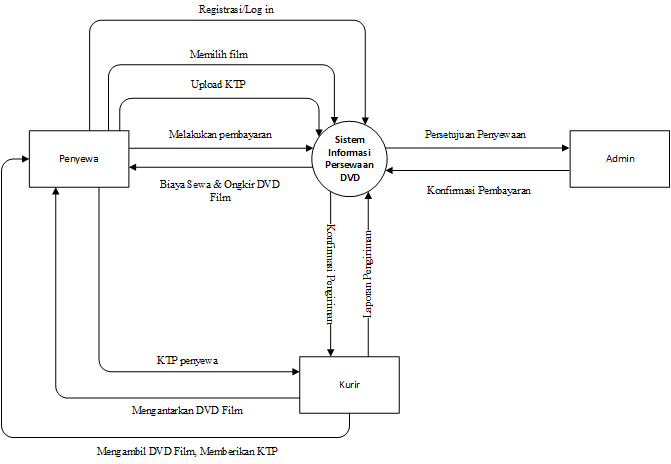 Registrasi/Log in
Memilih film
Upload KTP
Melakukan pembayaran
Penyewa
Biaya Sewa & Ongkir DVD
Film
Sistem
Informasi
Persewaan
DVD
Persetujuan Penyewaan
Admin
Konfirmasi Pembayaran
Konfirmasi Pengiriman
Laporan Pengiriman
KTP penyewa
Kurir
Mengantarkan DVD Film
Mengambil DVD Film, Memberikan KTP